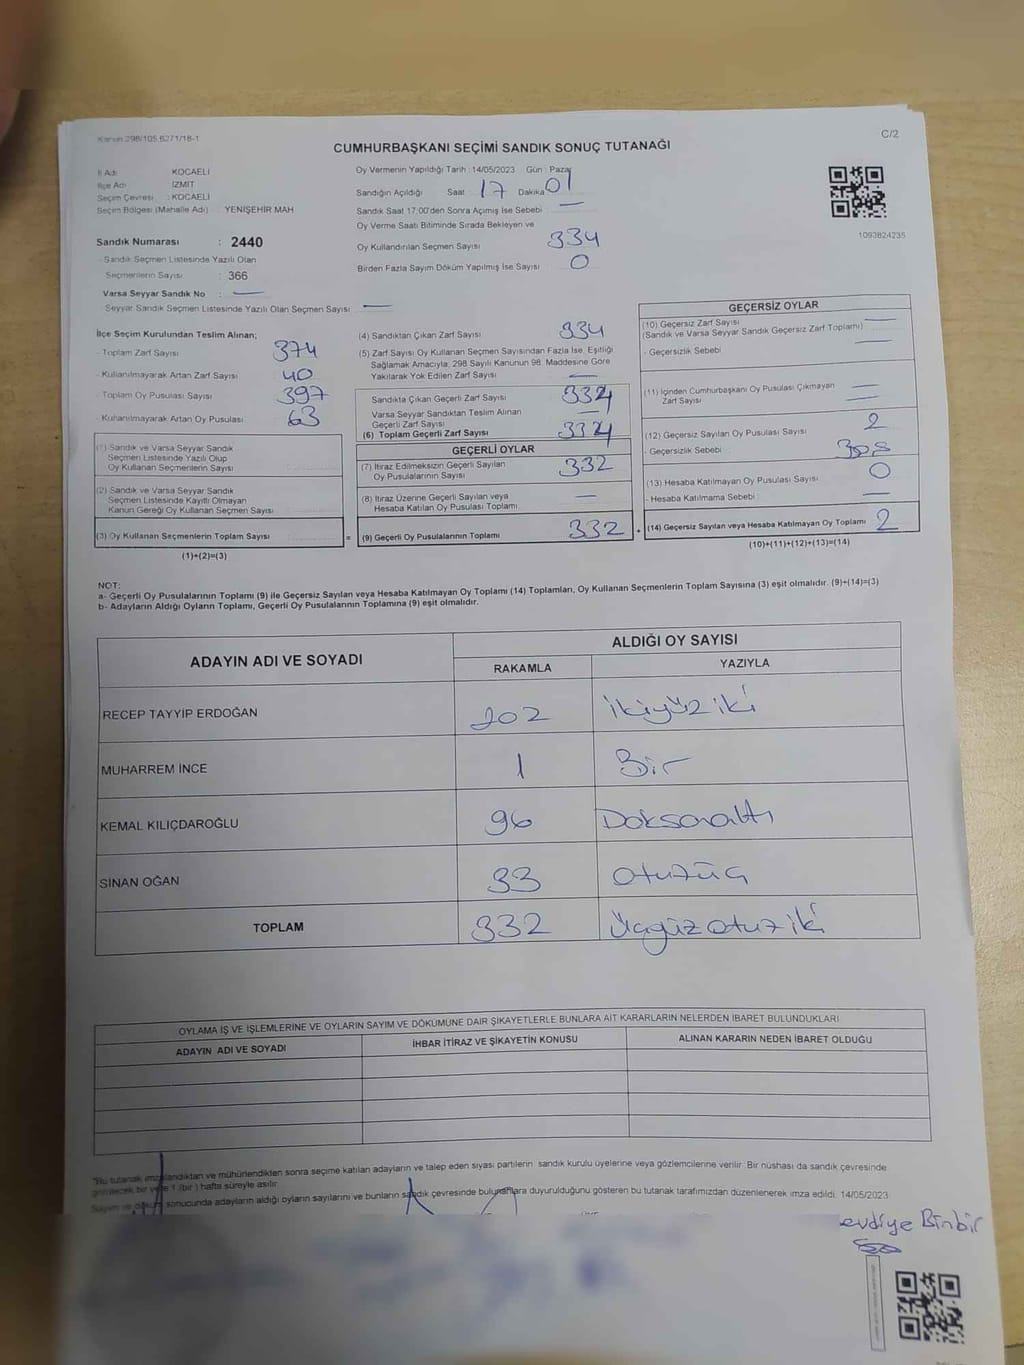 Kanun 298/105,6271/18-1
C/2
CUMHURBAŞKANI SEÇİMİ SANDIK SONUÇ TUTANAĞI
İl Adı : KOCAELİ
İlçe Adı : İZMİT
Seçim Çevresi : KOCAELİ
Seçim Bölgesi (Mahalle Adı) : YENİŞEHİR MAH
Sandık Numarası : 2440
- Sandık Seçmen Listesinde Yazılı Olan
Seçmenlerin Sayısı : 366
Varsa Seyyar Sandık No : —
Seyyar Sandık Seçmen Listesinde Yazılı Olan Seçmen Sayısı : —
Oy Vermenin Yapıldığı Tarih : 14/05/2023 Gün : Pazar
Sandığın Açıldığı Saat : 17 Dakika : 01
Sandık Saat 17:00'den Sonra Açımış İse Sebebi : —
Oy Verme Saati Bitiminde Sırada Bekleyen ve
Oy Kullandırılan Seçmen Sayısı 334
Birden Fazla Sayım Döküm Yapılmış İse Sayısı : 0
1093824235
İlçe Seçim Kurulundan Teslim Alınan;
- Toplam Zarf Sayısı 374
- Kullanılmayarak Artan Zarf Sayısı 40
- Toplam Oy Pusulası Sayısı 397
- Kullanılmayarak Artan Oy Pusulası 63
(1) Sandık ve Varsa Seyyar Sandık
Seçmen Listesinde Yazılı Olup
Oy Kullanan Seçmenlerin Sayısı
(2) Sandık ve Varsa Seyyar Sandık
Seçmen Listesinde Kayıtlı Olmayan
Kanun Gereği Oy Kullanan Seçmen Sayısı
(3) Oy Kullanan Seçmenlerin Toplam Sayısı
(1)+(2)=(3)
(4) Sandıktan Çıkan Zarf Sayısı 334
(5) Zarf Sayısı Oy Kullanan Seçmen Sayısından Fazla İse, Eşitliği
Sağlamak Amacıyla, 298 Sayılı Kanunun 98. Maddesine Göre
Yakılarak Yok Edilen Zarf Sayısı —
Sandıkta Çıkan Geçerli Zarf Sayısı 334
Varsa Seyyar Sandıktan Teslim Alınan
Geçerli Zarf Sayısı —
(6) Toplam Geçerli Zarf Sayısı 334
GEÇERLİ OYLAR
(7) İtiraz Edilmeksizin Geçerli Sayılan
Oy Pusulalarının Sayısı 332
(8) İtiraz Üzerine Geçerli Sayılan veya
Hesaba Katılan Oy Pusulası Toplamı —
= (9) Geçerli Oy Pusulalarının Toplamı 332 +
GEÇERSİZ OYLAR
(10) Geçersiz Zarf Sayısı —
(Sandık ve Varsa Seyyar Sandık Geçersiz Zarf Toplamı)
- Geçersizlik Sebebi : —
(11) İçinden Cumhurbaşkanı Oy Pusulası Çıkmayan —
Zarf Sayısı —
(12) Geçersiz Sayılan Oy Pusulası Sayısı 2
- Geçersizlik Sebebi :
(13) Hesaba Katılmayan Oy Pusulası Sayısı 0
- Hesaba Katılmama Sebebi : —
(14) Geçersiz Sayılan veya Hesaba Katılmayan Oy Toplamı 2
(10)+(11)+(12)+(13)=(14)
NOT:
a- Geçerli Oy Pusulalarının Toplamı (9) ile Geçersiz Sayılan veya Hesaba Katılmayan Oy Toplamı (14) Toplamları, Oy Kullanan Seçmenlerin Toplam Sayısına (3) eşit olmalıdır. (9)+(14)=(3)
b- Adayların Aldığı Oyların Toplamı, Geçerli Oy Pusulalarının Toplamına (9) eşit olmalıdır.
ADAYIN ADI VE SOYADI
ALDIĞI OY SAYISI
RAKAMLA YAZIYLA
RECEP TAYYİP ERDOĞAN 202 ikiyüziki
MUHARREM İNCE 1 Bir
KEMAL KILIÇDAROĞLU 96 Doksanaltı
SİNAN OĞAN 33 otuzüç
TOPLAM 332 Üçyüzotuziki
OYLAMA İŞ VE İŞLEMLERİNE VE OYLARIN SAYIM VE DÖKÜMÜNE DAİR ŞİKAYETLERLE BUNLARA AİT KARARLARIN NELERDEN İBARET BULUNDUKLARI
ADAYIN ADI VE SOYADI İHBAR İTİRAZ VE ŞİKAYETİN KONUSU ALINAN KARARIN NEDEN İBARET OLDUĞU
"Bu tutanak imzalandıktan ve mühürlendikten sonra seçime katılan adayların ve talep eden siyasi partilerin sandık kurulu üyelerine veya gözlemcilerine verilir. Bir nüshası da sandık çevresinde
görülecek bir yere 1 (bir) hafta süreyle asılır.
Sayım ve döküm sonucunda adayların aldığı oyların sayılarını ve bunların sandık çevresinde bulunanlara duyurulduğunu gösteren bu tutanak tarafımızdan düzenlenerek imza edildi. 14/05/2023
evdiye Binbir